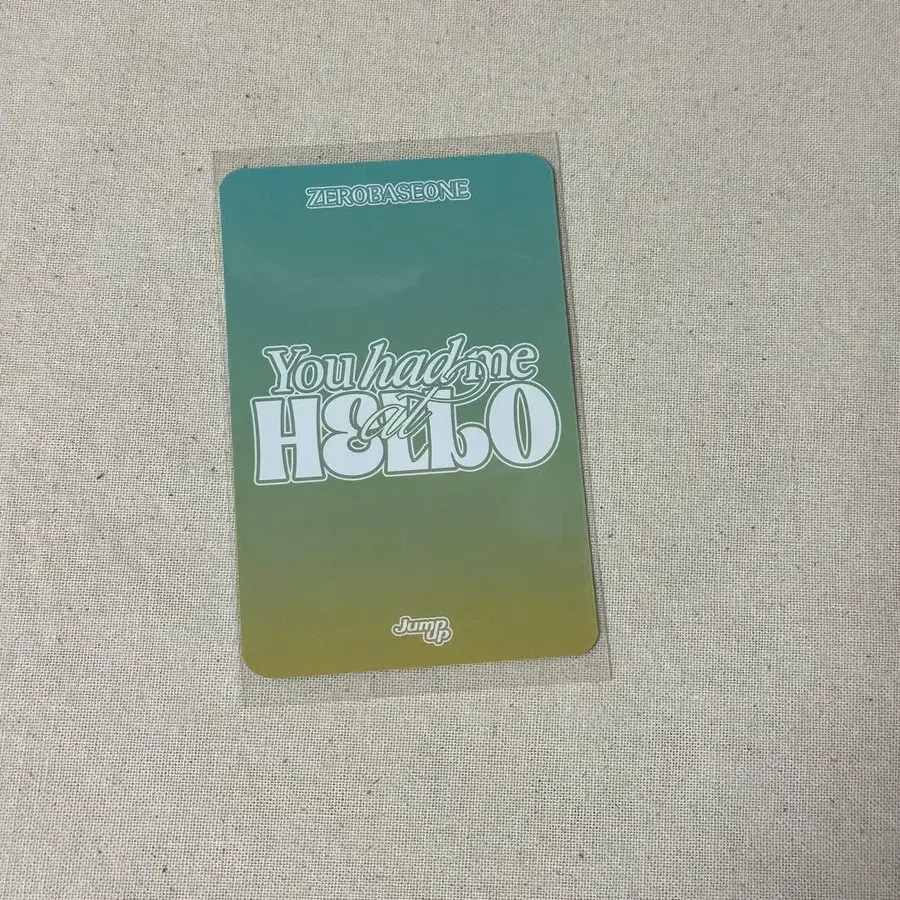 ZEROBASEONE
You had me
at
HELLO
Jump
Up